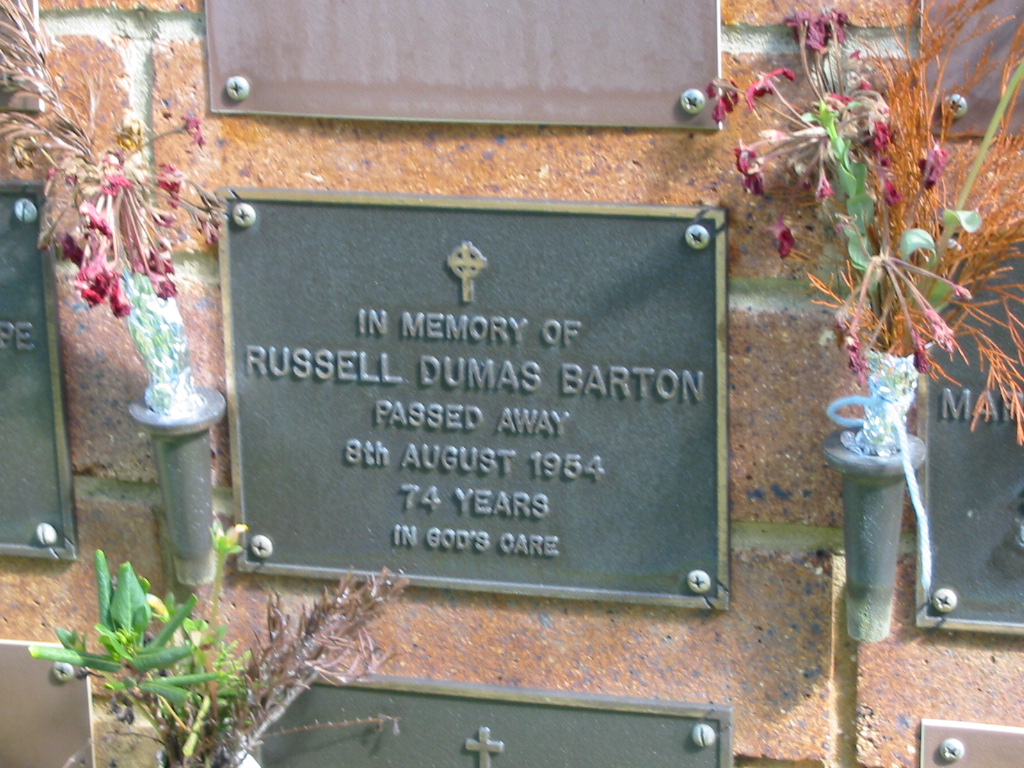 IN MEMORY OF
RUSSELL DUMAS BARTON
PASSED AWAY
8th AUGUST 1954
74 YEARS
IN GOD'S CARE